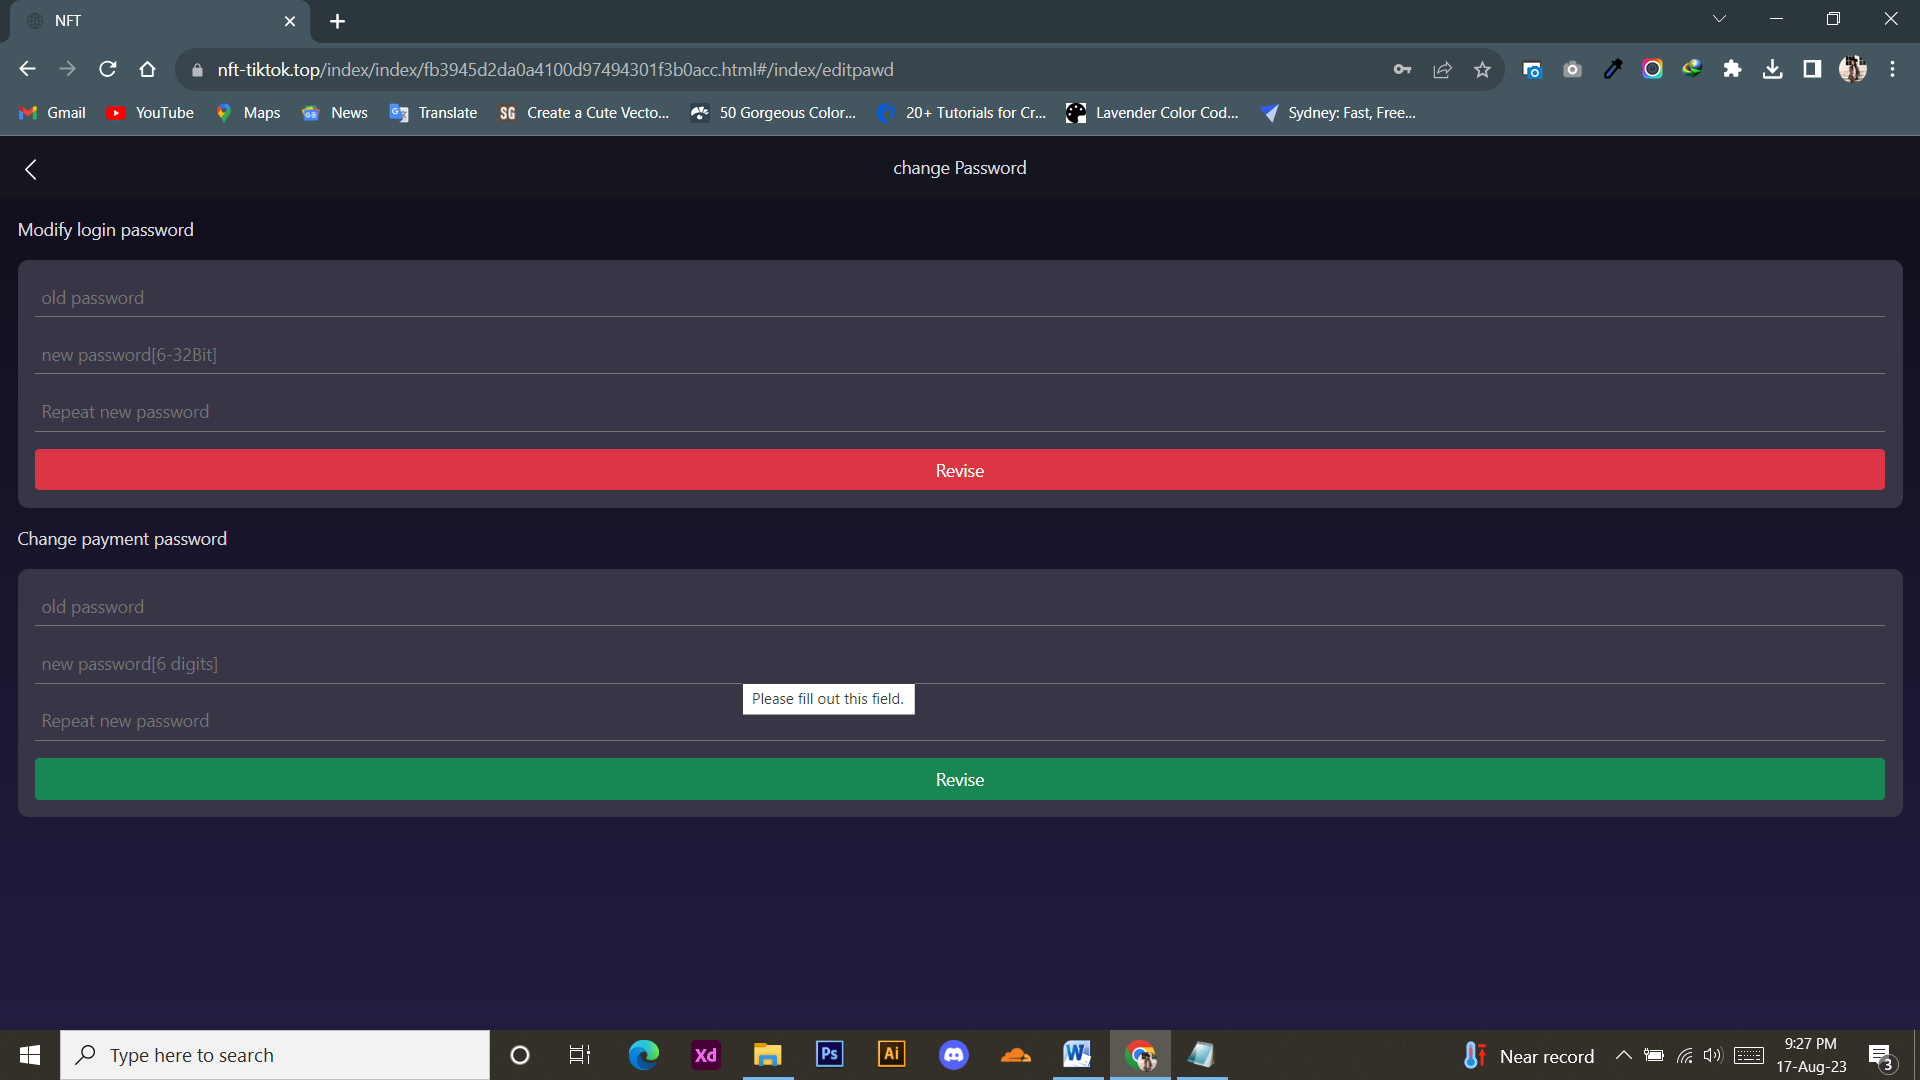 NFT
nft-tiktok.top/index/index/fb3945d2da0a4100d97494301f3b0acc.html#/index/editpawd
Gmail YouTube Maps News Translate SG Create a Cute Vecto... 50 Gorgeous Color... 20+ Tutorials for Cr... Lavender Color Cod... Sydney: Fast, Free...
change Password
Modify login password
old password
new password[6-32Bit]
Repeat new password
Revise
Change payment password
old password
new password[6 digits]
Please fill out this field.
Repeat new password
Revise
Type here to search
Xd
Ps
Ai
W
Near record
9:27 PM
17-Aug-23
3